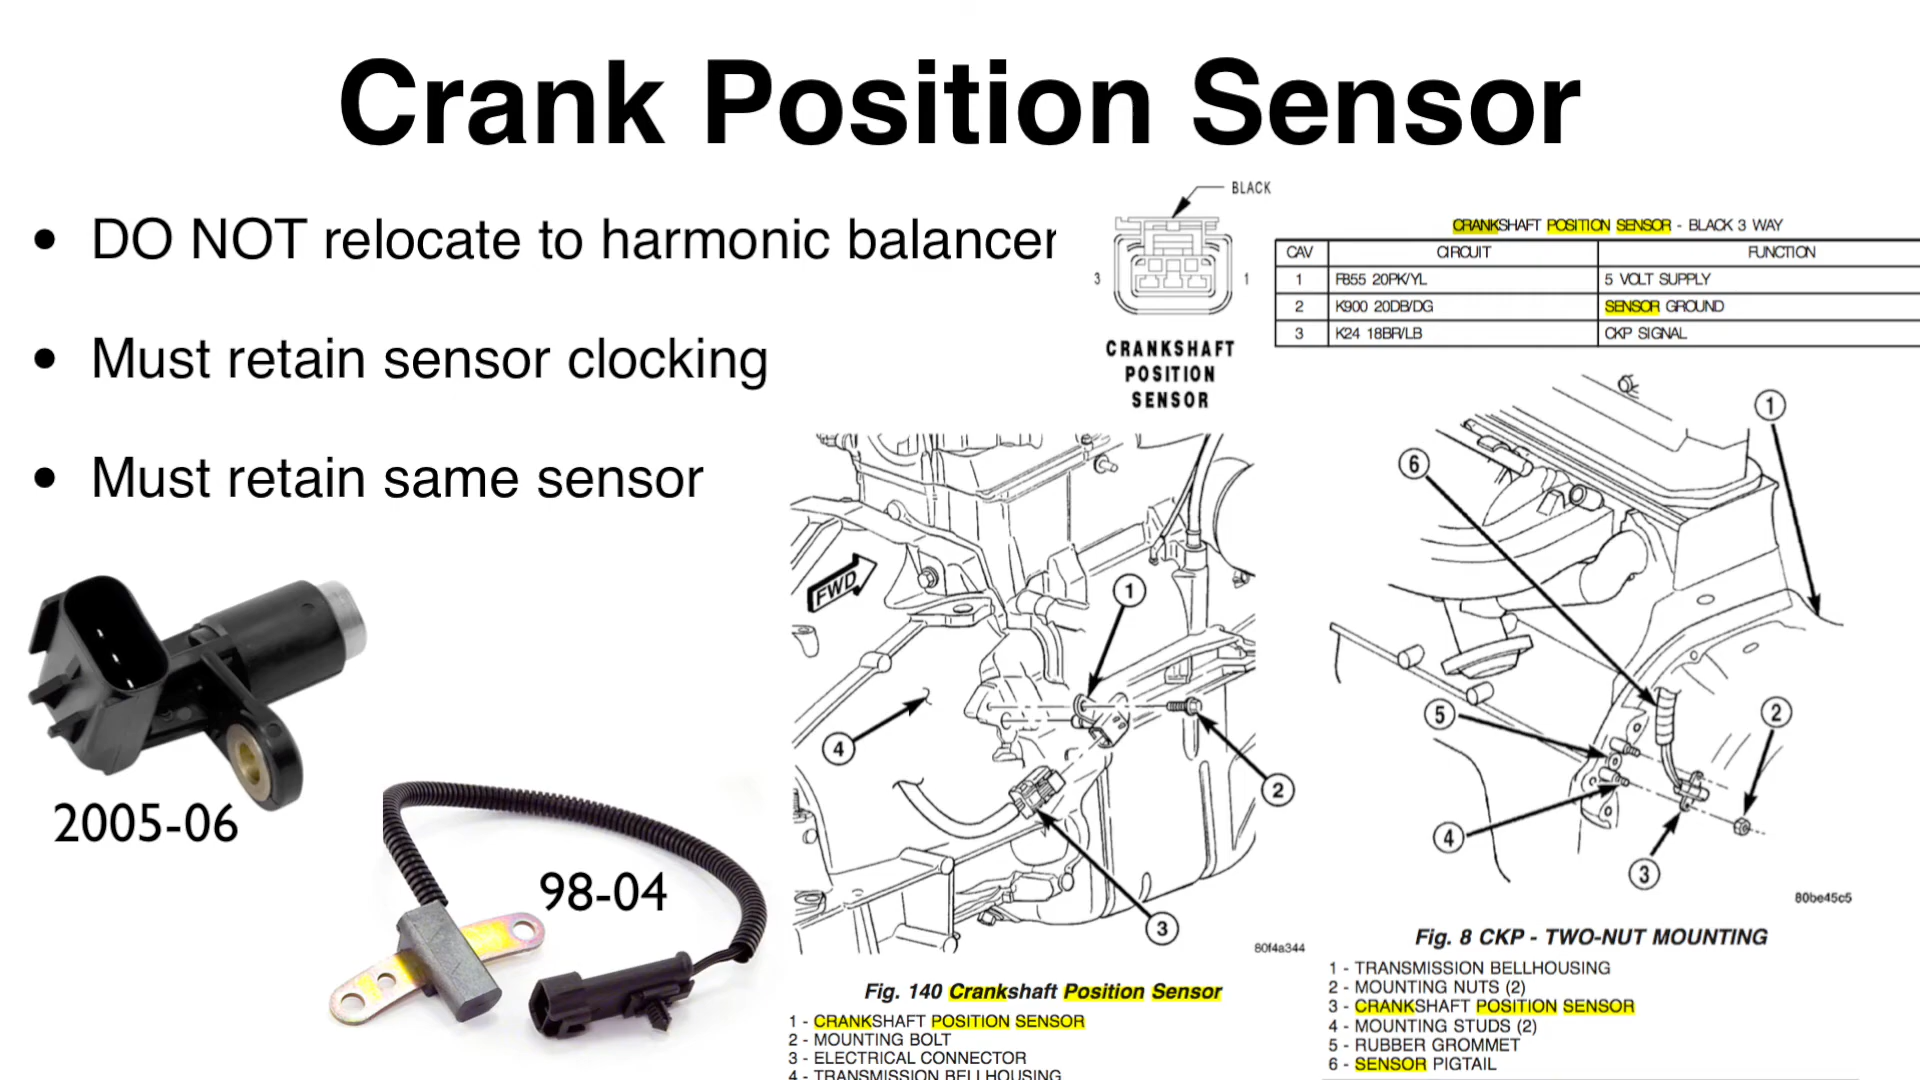 Crank Position Sensor
• DO NOT relocate to harmonic balancer
• Must retain sensor clocking
• Must retain same sensor
2005-06
98-04
BLACK
3
1
CRANKSHAFT
POSITION
SENSOR
CRANKSHAFT POSITION SENSOR - BLACK 3 WAY
CAV CIRCUIT FUNCTION
1 F855 20PK/YL 5 VOLT SUPPLY
2 K900 20DB/DG SENSOR GROUND
3 K24 18BR/LB CKP SIGNAL
FWD
1
4
2
3
80f4a344
Fig. 140 Crankshaft Position Sensor
1 - CRANKSHAFT POSITION SENSOR
2 - MOUNTING BOLT
3 - ELECTRICAL CONNECTOR
4 - TRANSMISSION BELLHOUSING
1
6
5
2
4
3
80be45c5
Fig. 8 CKP - TWO-NUT MOUNTING
1 - TRANSMISSION BELLHOUSING
2 - MOUNTING NUTS (2)
3 - CRANKSHAFT POSITION SENSOR
4 - MOUNTING STUDS (2)
5 - RUBBER GROMMET
6 - SENSOR PIGTAIL